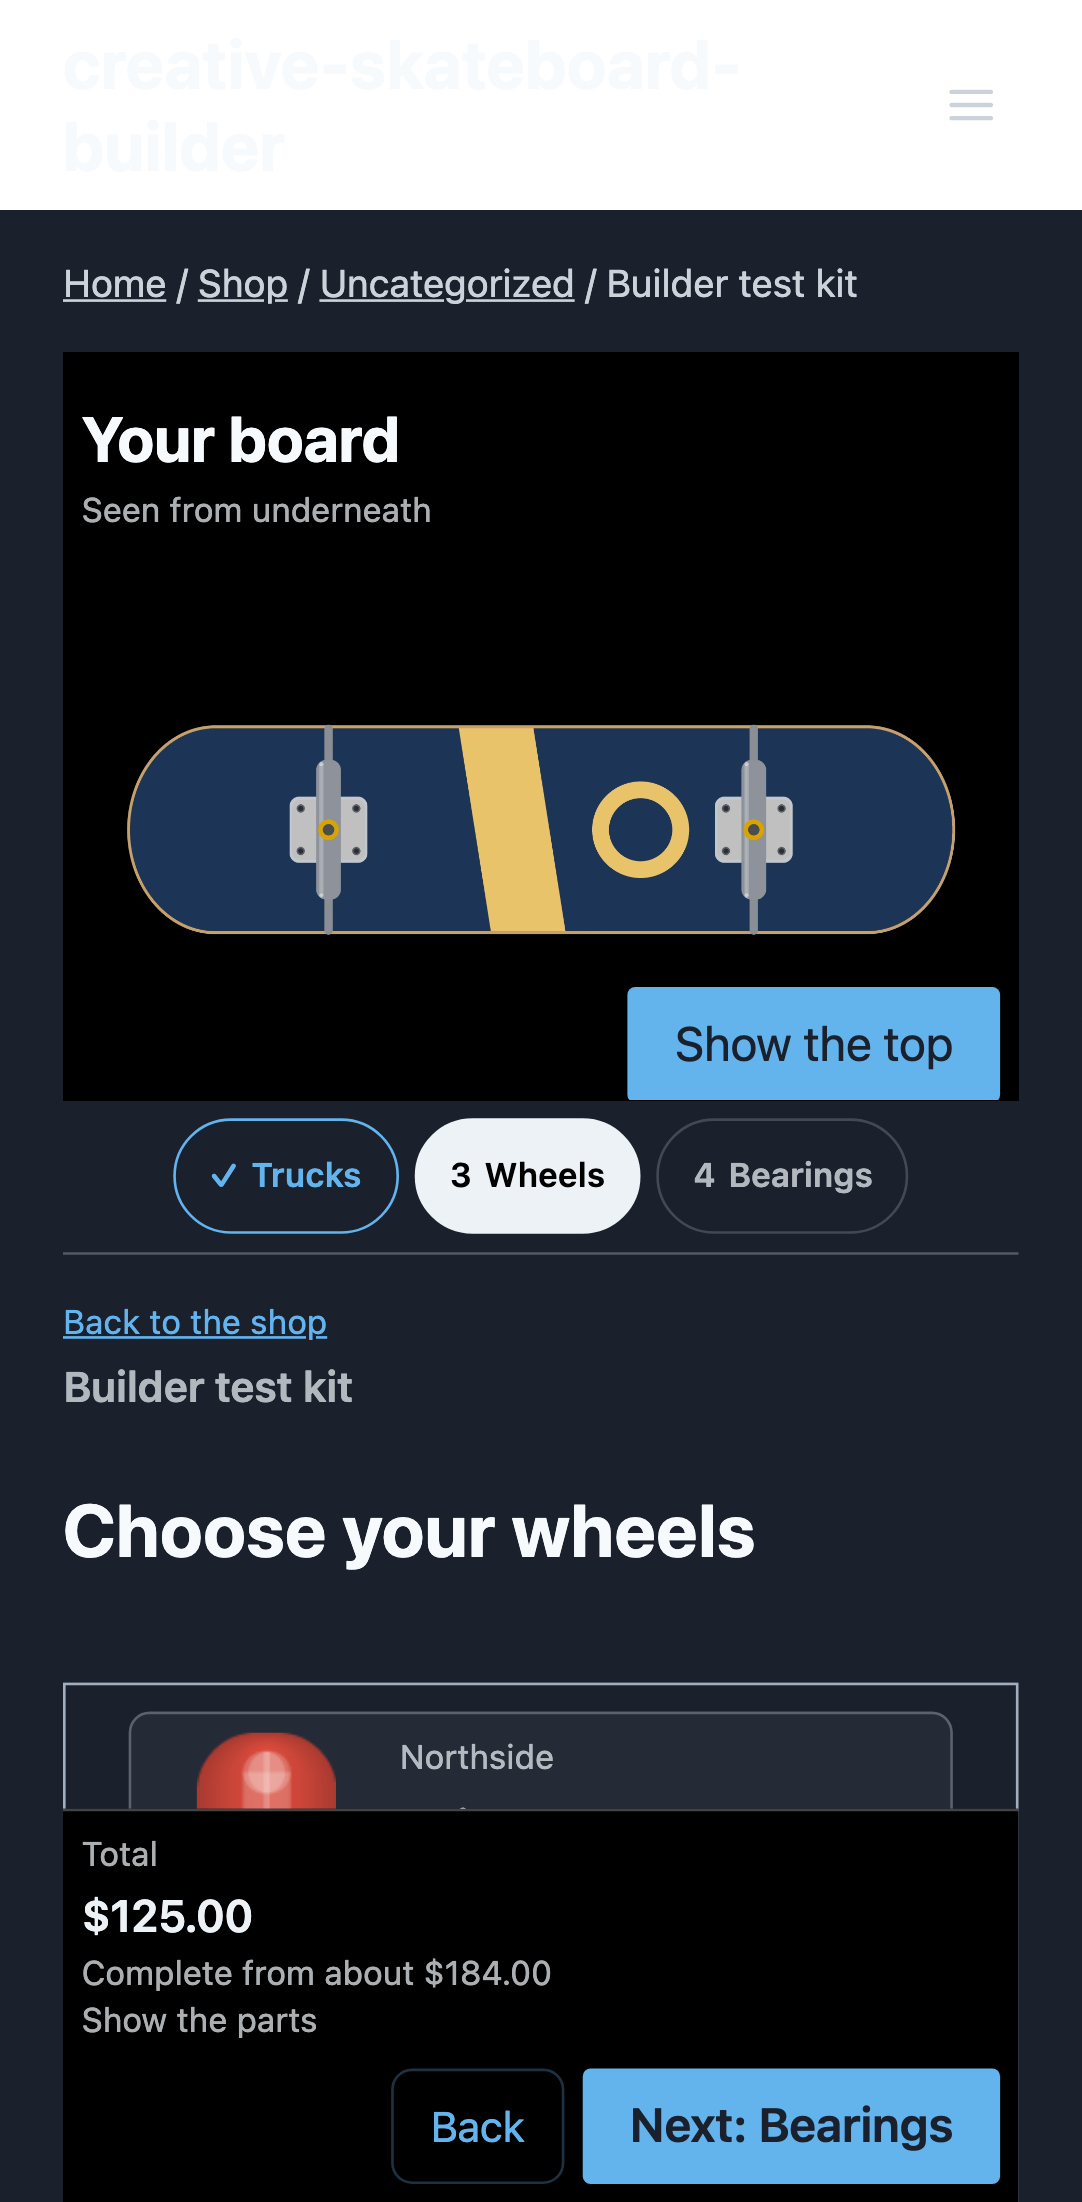 creative-skateboard-
builder
Home / Shop / Uncategorized / Builder test kit
Your board
Seen from underneath
Show the top
✓ Trucks
3 Wheels
4 Bearings
Back to the shop
Builder test kit
Choose your wheels
Northside
Total
$125.00
Complete from about $184.00
Show the parts
Back
Next: Bearings